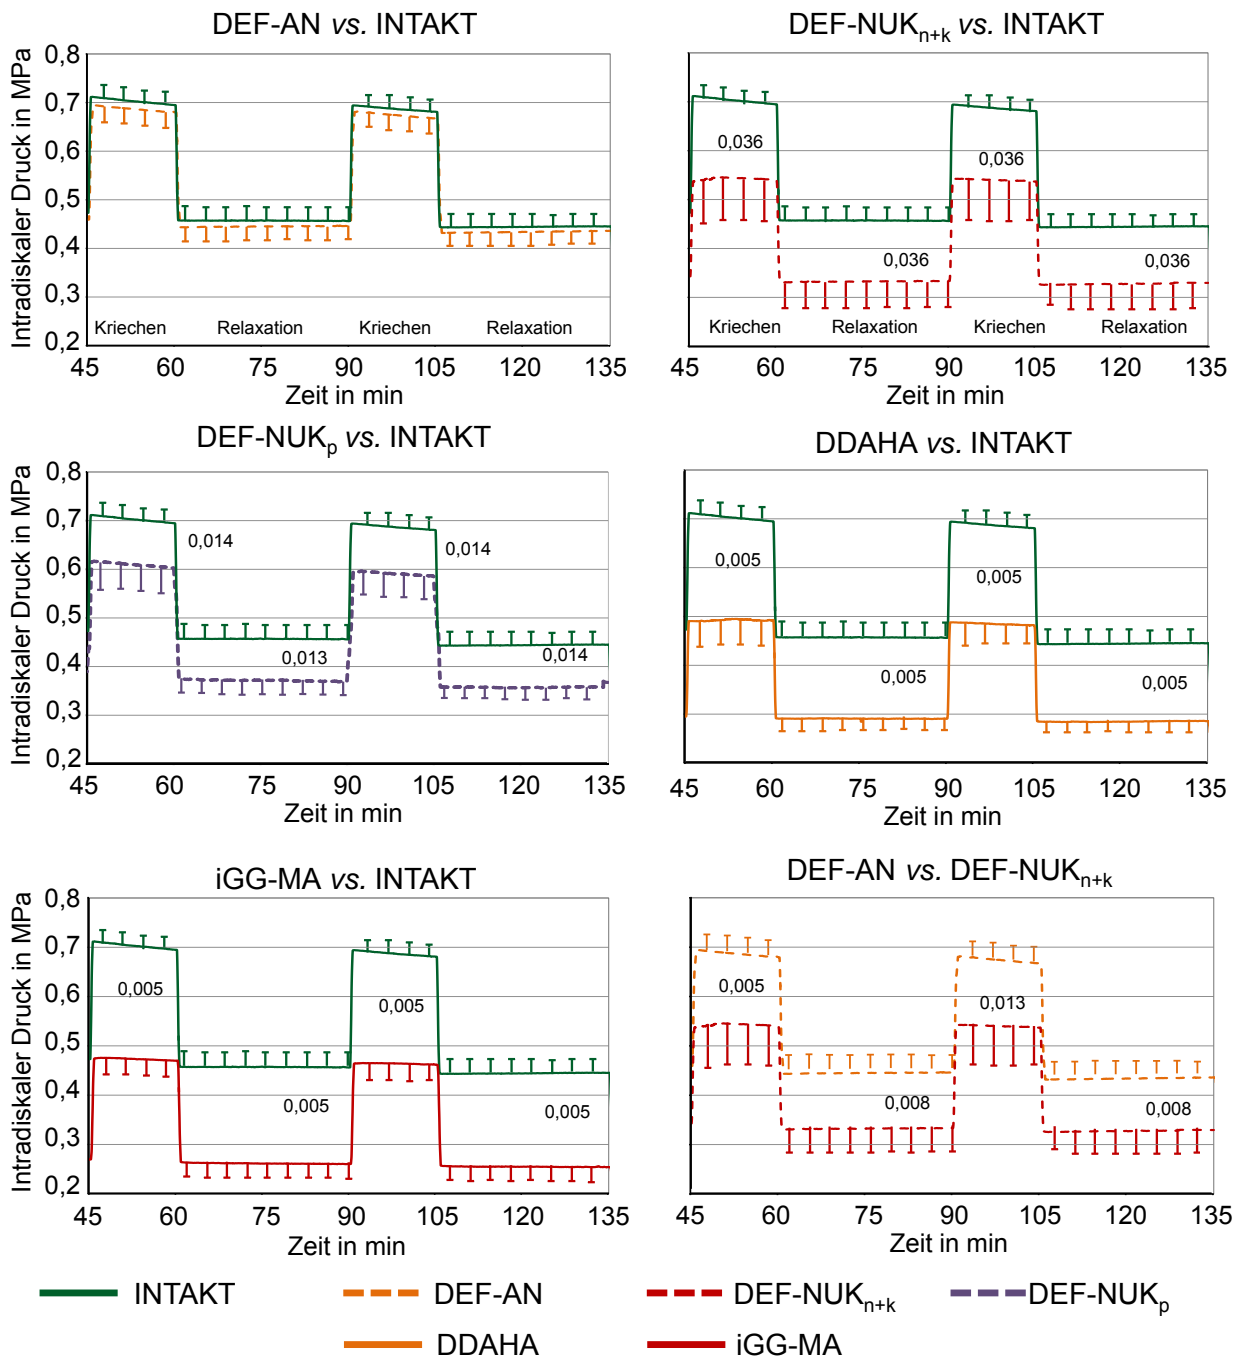 DEF-AN vs. INTAKT
Intradiskaler Druck in MPa
0,8
0,7
0,6
0,5
0,4
0,3
0,2
Kriechen Relaxation Kriechen Relaxation
45 60 75 90 105 120 135
Zeit in min
DEF-NUKn+k vs. INTAKT
0,036
0,036
0,036
0,036
Kriechen Relaxation Kriechen Relaxation
45 60 75 90 105 120 135
Zeit in min
DEF-NUKp vs. INTAKT
Intradiskaler Druck in MPa
0,8
0,7
0,6
0,5
0,4
0,3
0,2
0,014
0,014
0,013
0,014
45 60 75 90 105 120 135
Zeit in min
DDAHA vs. INTAKT
0,005
0,005
0,005
0,005
45 60 75 90 105 120 135
Zeit in min
iGG-MA vs. INTAKT
Intradiskaler Druck in MPa
0,8
0,7
0,6
0,5
0,4
0,3
0,2
0,005
0,005
0,005
0,005
45 60 75 90 105 120 135
Zeit in min
DEF-AN vs. DEF-NUKn+k
0,005
0,013
0,008
0,008
45 60 75 90 105 120 135
Zeit in min
INTAKT DEF-AN DEF-NUKn+k DEF-NUKp
DDAHA iGG-MA